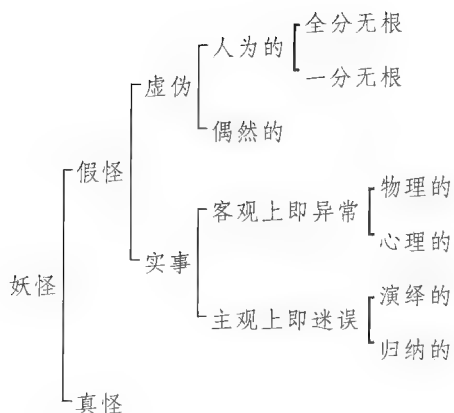 全分无根
人为的
一分无根
虚伪
偶然的
假怪
物理的
客观上即异常
心理的
实事
妖怪
演绎的
主观上即迷误
归纳的
真怪